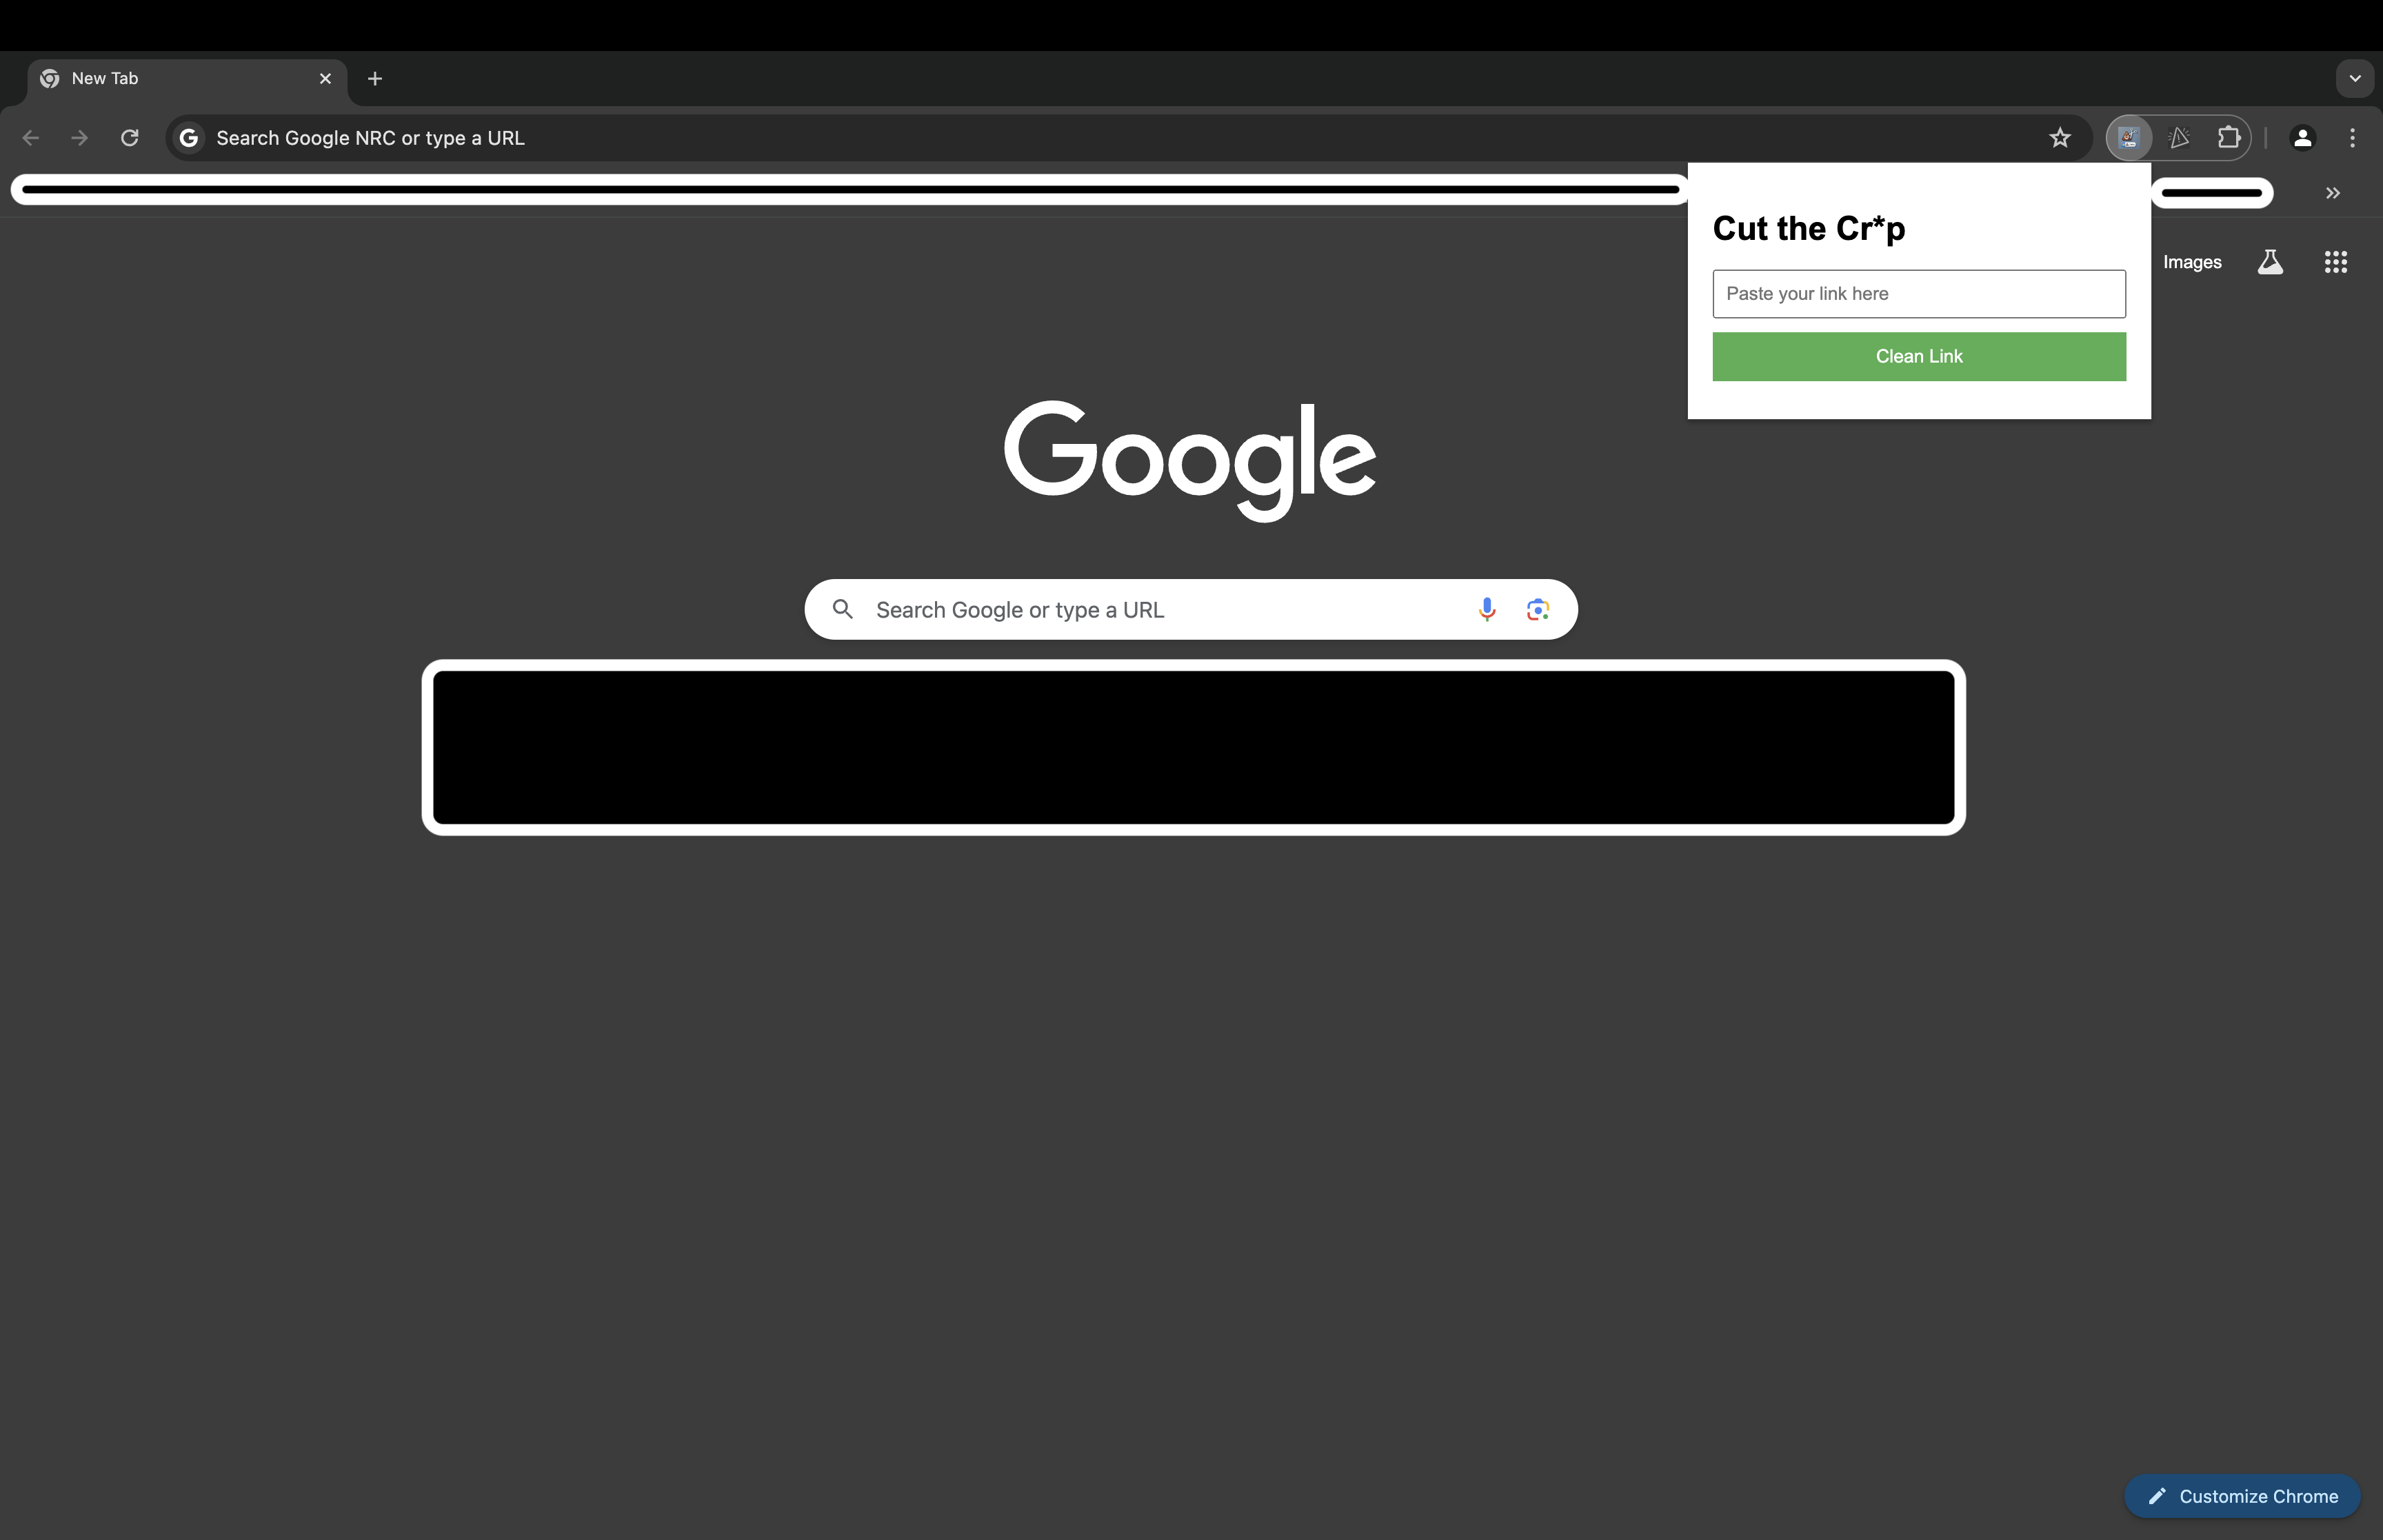 New Tab
Search Google NRC or type a URL
Cut the Cr*p
Paste your link here
Clean Link
Images
Google
Search Google or type a URL
Customize Chrome